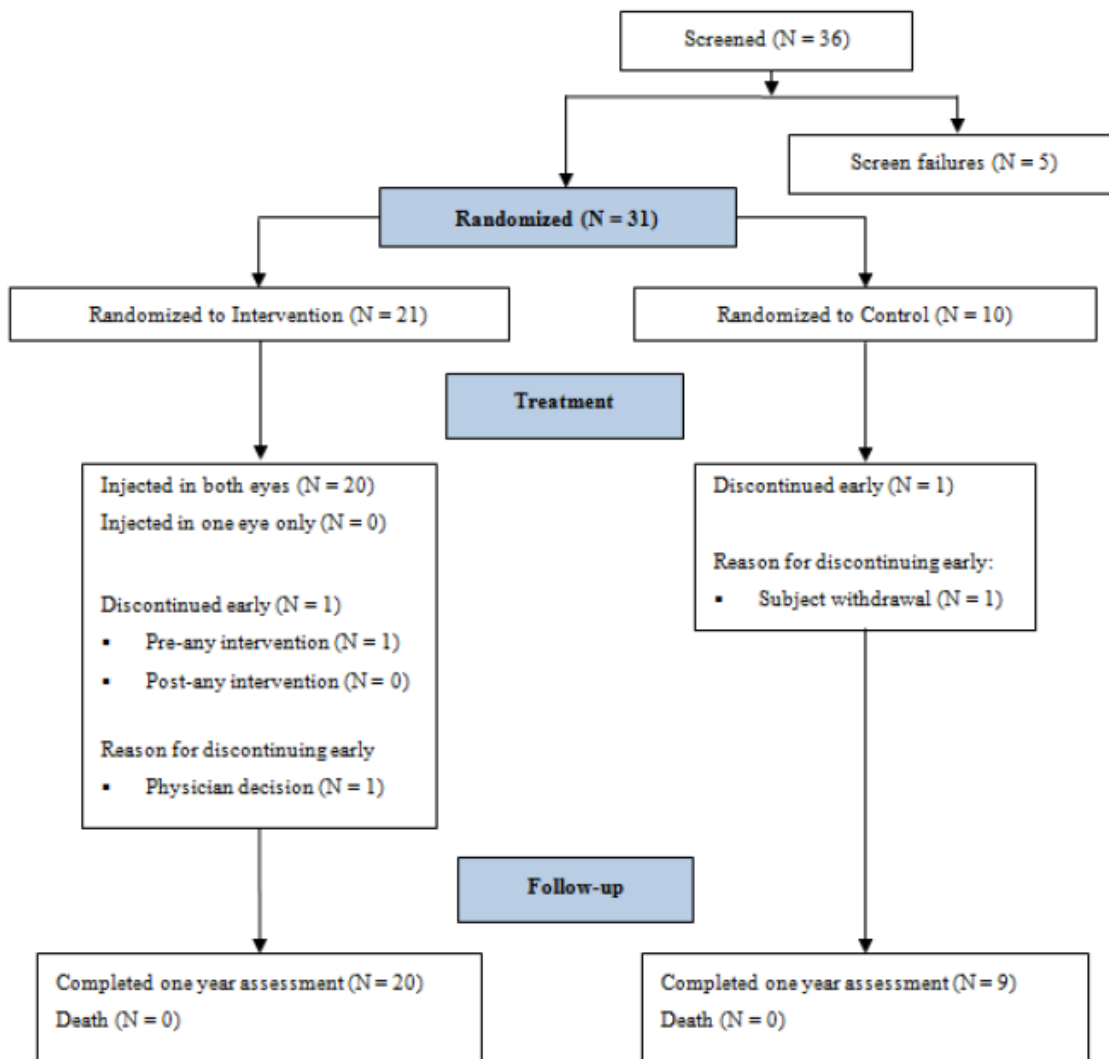 Screened (N = 36)
Screen failures (N = 5)
Randomized (N = 31)
Randomized to Intervention (N = 21)
Randomized to Control (N = 10)
Treatment
Injected in both eyes (N = 20)
Injected in one eye only (N = 0)
Discontinued early (N = 1)
▪ Pre-any intervention (N = 1)
▪ Post-any intervention (N = 0)
Reason for discontinuing early
▪ Physician decision (N = 1)
Discontinued early (N = 1)
Reason for discontinuing early:
▪ Subject withdrawal (N = 1)
Follow-up
Completed one year assessment (N = 20)
Death (N = 0)
Completed one year assessment (N = 9)
Death (N = 0)